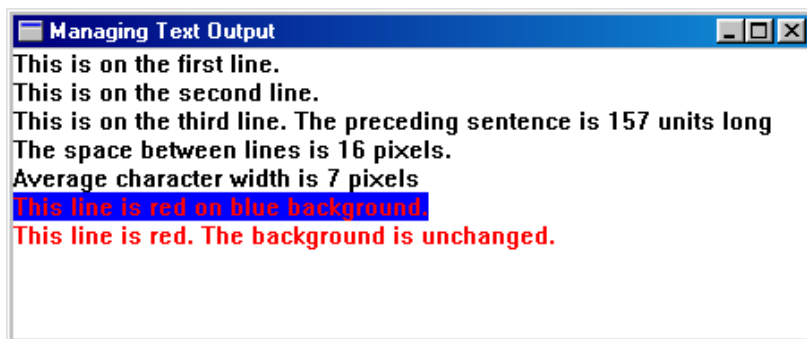 Managing Text Output
This is on the first line.
This is on the second line.
This is on the third line. The preceding sentence is 157 units long
The space between lines is 16 pixels.
Average character width is 7 pixels
This line is red on blue background.
This line is red. The background is unchanged.